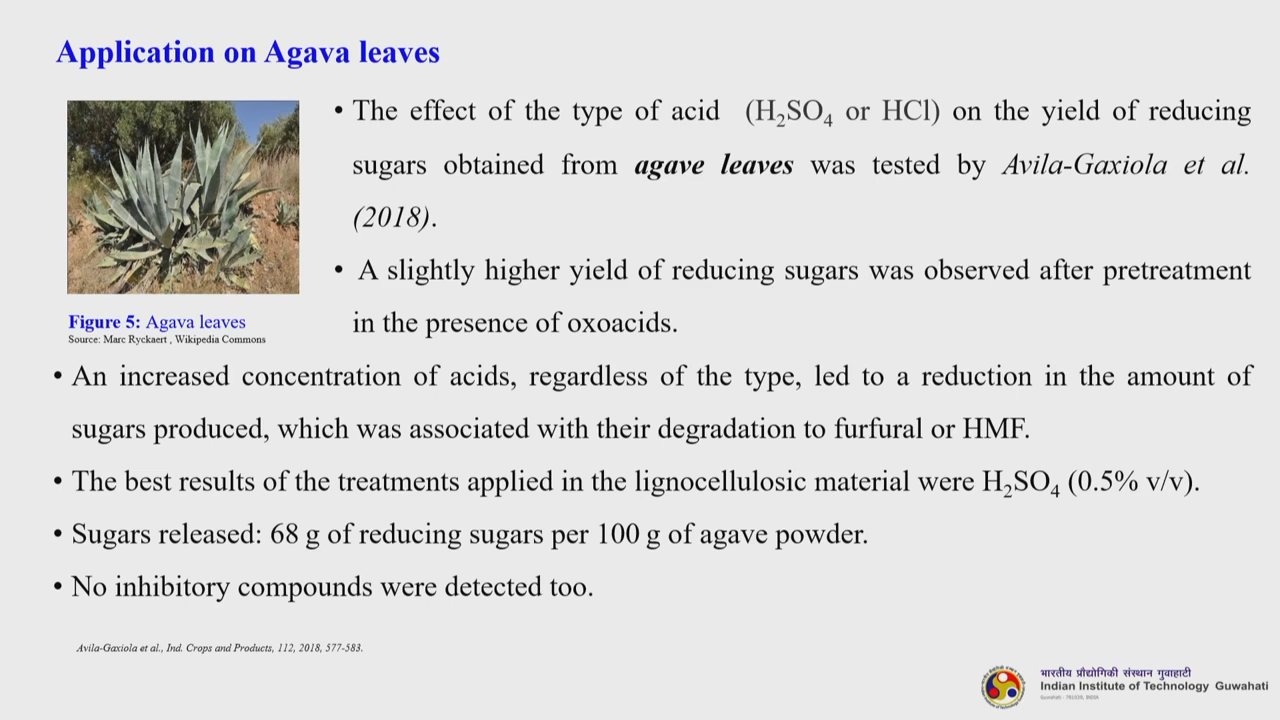 Application on Agava leaves
• The effect of the type of acid (H₂SO₄ or HCl) on the yield of reducing
sugars obtained from agave leaves was tested by Avila-Gaxiola et al.
(2018).
• A slightly higher yield of reducing sugars was observed after pretreatment
in the presence of oxoacids.
Figure 5: Agava leaves
Source: Marc Ryckaert , Wikipedia Commons
• An increased concentration of acids, regardless of the type, led to a reduction in the amount of
sugars produced, which was associated with their degradation to furfural or HMF.
• The best results of the treatments applied in the lignocellulosic material were H₂SO₄ (0.5% v/v).
• Sugars released: 68 g of reducing sugars per 100 g of agave powder.
• No inhibitory compounds were detected too.
Avila-Gaxiola et al., Ind. Crops and Products, 112, 2018, 577-583.
भारतीय प्रौद्योगिकी संस्थान गुवाहाटी
Indian Institute of Technology Guwahati